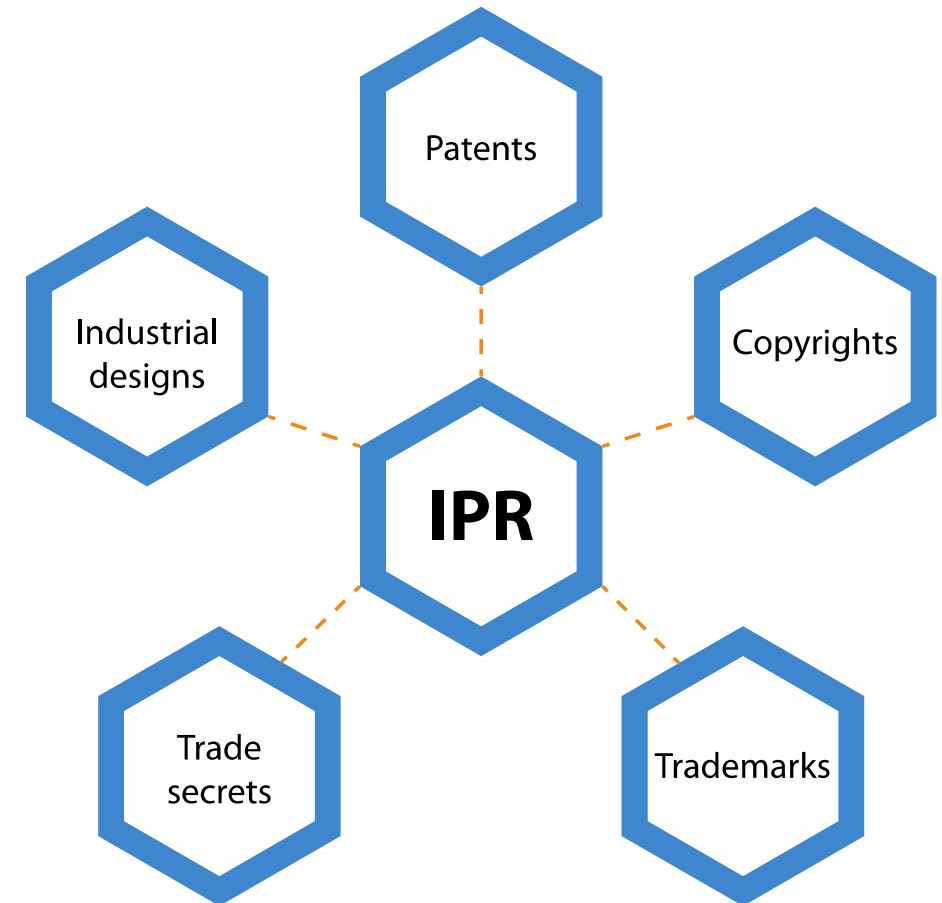 Patents
Industrial
designs
Copyrights
IPR
Trade
secrets
Trademarks